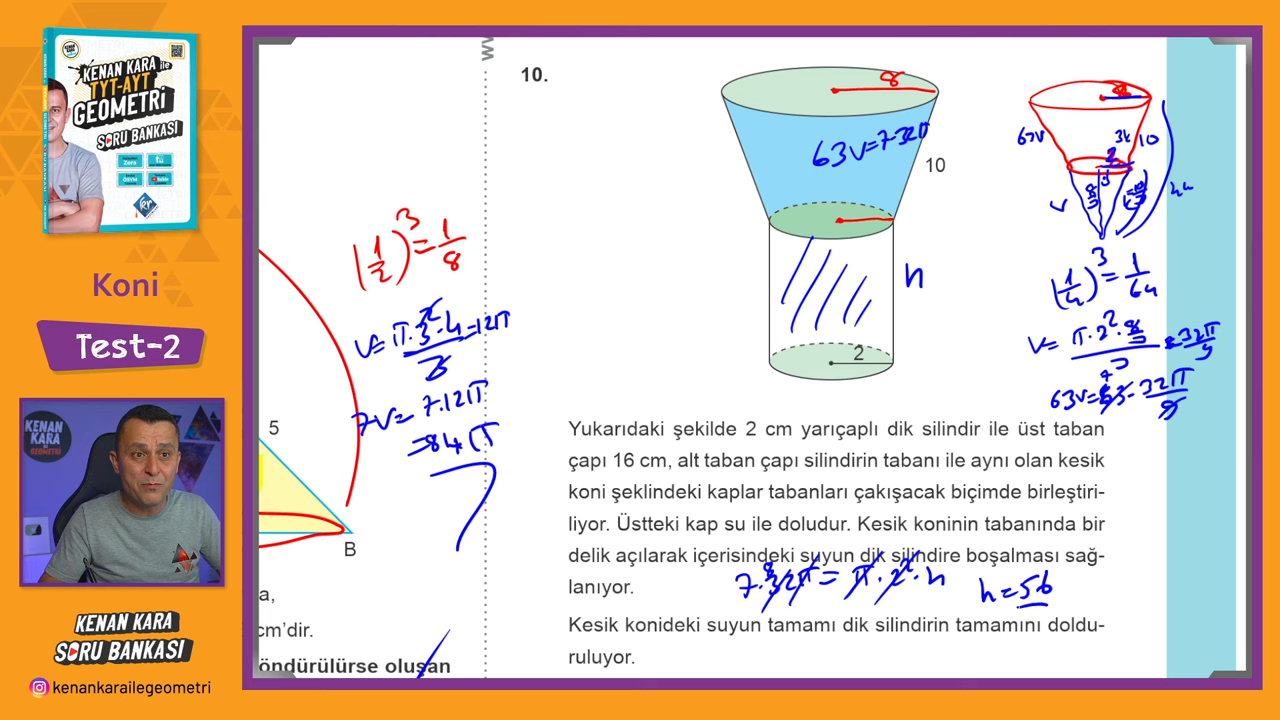 KENAN KARA ile
TYT-AYT
GEOMETRİ
SORU BANKASI
Koni
Test-2
KENAN KARA
SORU BANKASI
kenankarailegeometri
(1/2)³ = 1/8
V = π·3²·4/3 = 12π
7V = 7·12π
= 84π
5
B
a,
cm'dir.
öndürülürse oluşan
10.
8
63V = 7·32π
10
h
2
63V
3k 10
2
V
4k
(1/4)³ = 1/64
V = π·2²·8/3 / 3 = 32π/9
63V = 63·32π/9
Yukarıdaki şekilde 2 cm yarıçaplı dik silindir ile üst taban
çapı 16 cm, alt taban çapı silindirin tabanı ile aynı olan kesik
koni şeklindeki kaplar tabanları çakışacak biçimde birleştiri-
liyor. Üstteki kap su ile doludur. Kesik koninin tabanında bir
delik açılarak içerisindeki suyun dik silindire boşalması sağ-
lanıyor.
7·32π = π·2²·h h = 56
Kesik konideki suyun tamamı dik silindirin tamamını doldu-
ruluyor.